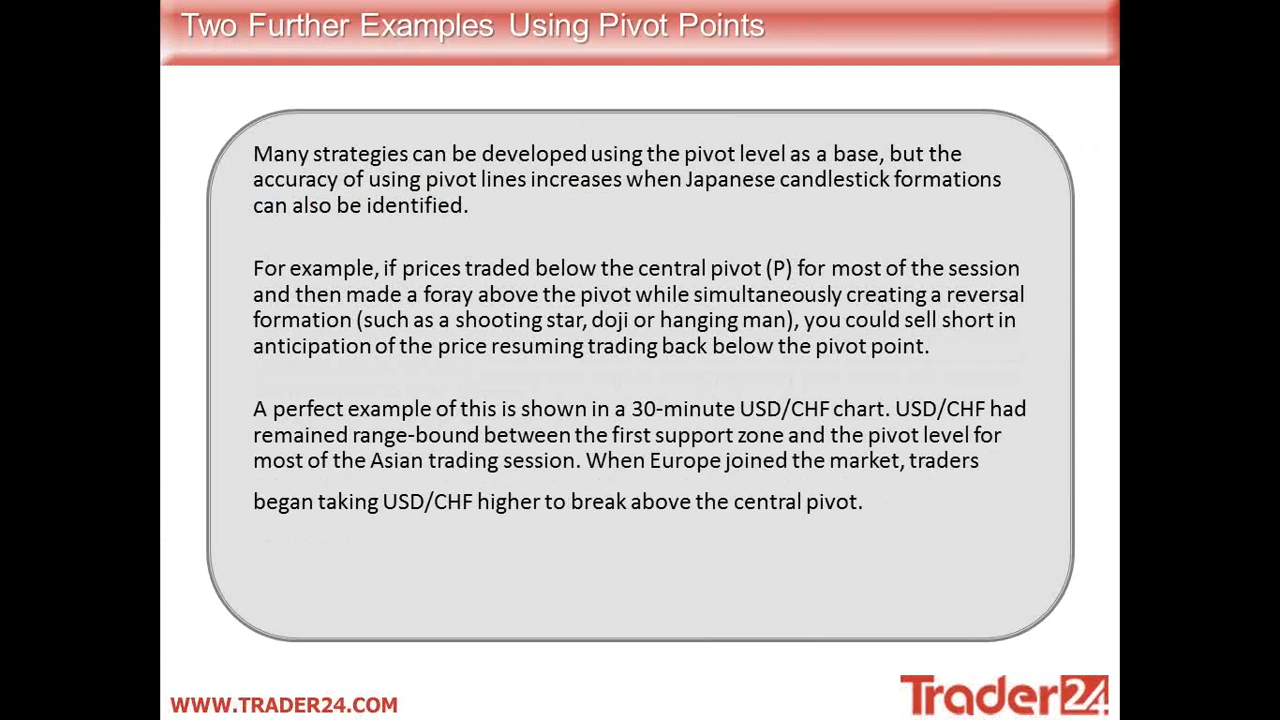 Two Further Examples Using Pivot Points
Many strategies can be developed using the pivot level as a base, but the
accuracy of using pivot lines increases when Japanese candlestick formations
can also be identified.
For example, if prices traded below the central pivot (P) for most of the session
and then made a foray above the pivot while simultaneously creating a reversal
formation (such as a shooting star, doji or hanging man), you could sell short in
anticipation of the price resuming trading back below the pivot point.
A perfect example of this is shown in a 30-minute USD/CHF chart. USD/CHF had
remained range-bound between the first support zone and the pivot level for
most of the Asian trading session. When Europe joined the market, traders
began taking USD/CHF higher to break above the central pivot.
WWW.TRADER24.COM
Trader24